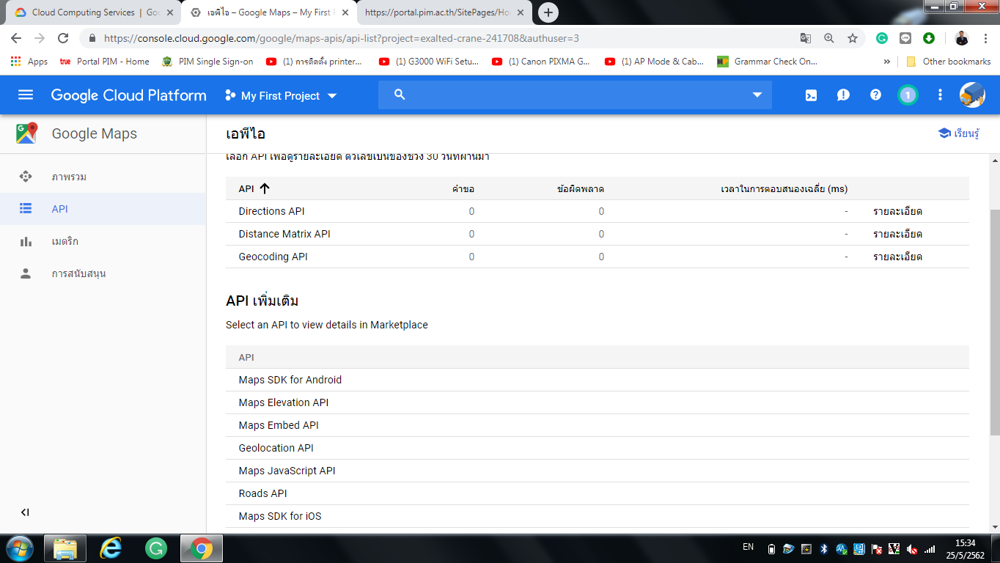 Cloud Computing Services | Goo
เอพีไอ – Google Maps – My First P
https://portal.pim.ac.th/SitePages/Ho
https://console.cloud.google.com/google/maps-apis/api-list?project=exalted-crane-241708&authuser=3
Apps
true Portal PIM - Home
PIM Single Sign-on
(1) การติดตั้ง printer...
(1) G3000 WiFi Setu...
(1) Canon PIXMA G...
(1) AP Mode & Cab...
Grammar Check On...
»
Other bookmarks
Google Cloud Platform
My First Project
1
Google Maps
เอพีไอ
เรียนรู้
ภาพรวม
API
เมตริก
การสนับสนุน
เลือก API เพื่อดูรายละเอียด ตัวเลขเป็นของช่วง 30 วันที่ผ่านมา
API คำขอ ข้อผิดพลาด เวลาในการตอบสนองเฉลี่ย (ms)
Directions API 0 0 - รายละเอียด
Distance Matrix API 0 0 - รายละเอียด
Geocoding API 0 0 - รายละเอียด
API เพิ่มเติม
Select an API to view details in Marketplace
API
Maps SDK for Android
Maps Elevation API
Maps Embed API
Geolocation API
Maps JavaScript API
Roads API
Maps SDK for iOS
EN
15:34
25/5/2562